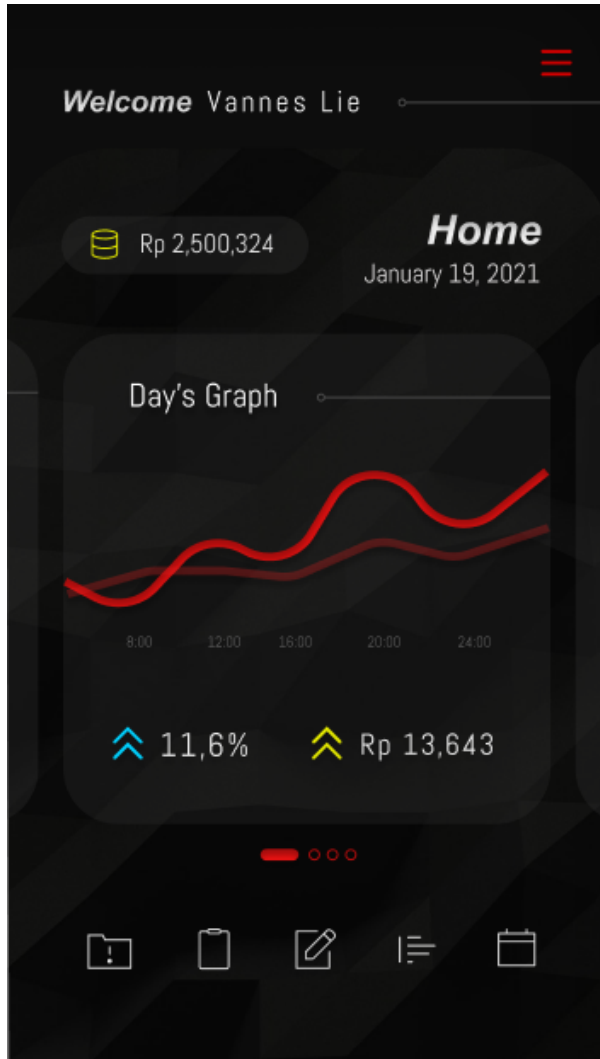 Welcome Vannes Lie
Rp 2,500,324
Home
January 19, 2021
Day's Graph
8:00 12:00 16:00 20:00 24:00
11,6% Rp 13,643